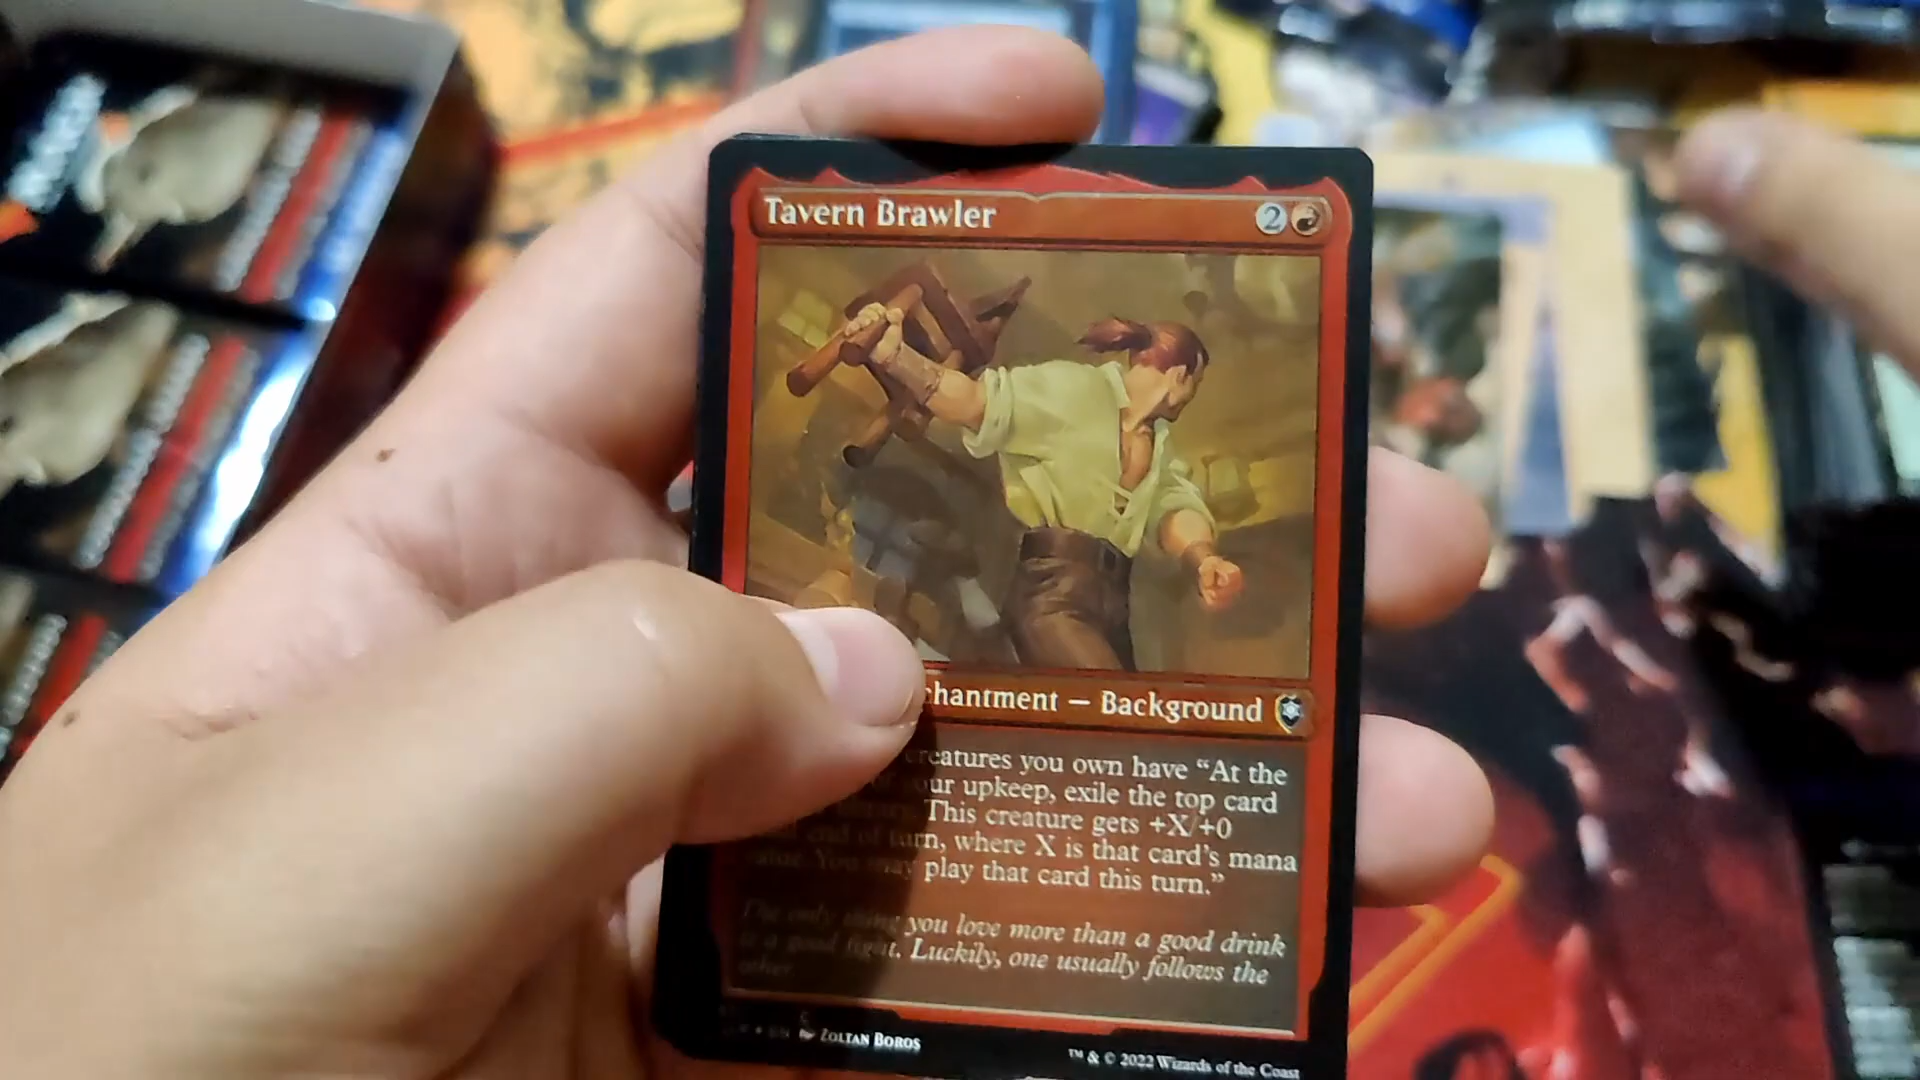 Tavern Brawler 2
chantment — Background
creatures you own have “At the
our upkeep, exile the top card
This creature gets +X/+0
end of turn, where X is that card's mana
value. You may play that card this turn.”
The only thing you love more than a good drink
is a good fight. Luckily, one usually follows the
other.
EN ZOLTAN BOROS
™ & © 2022 Wizards of the Coast